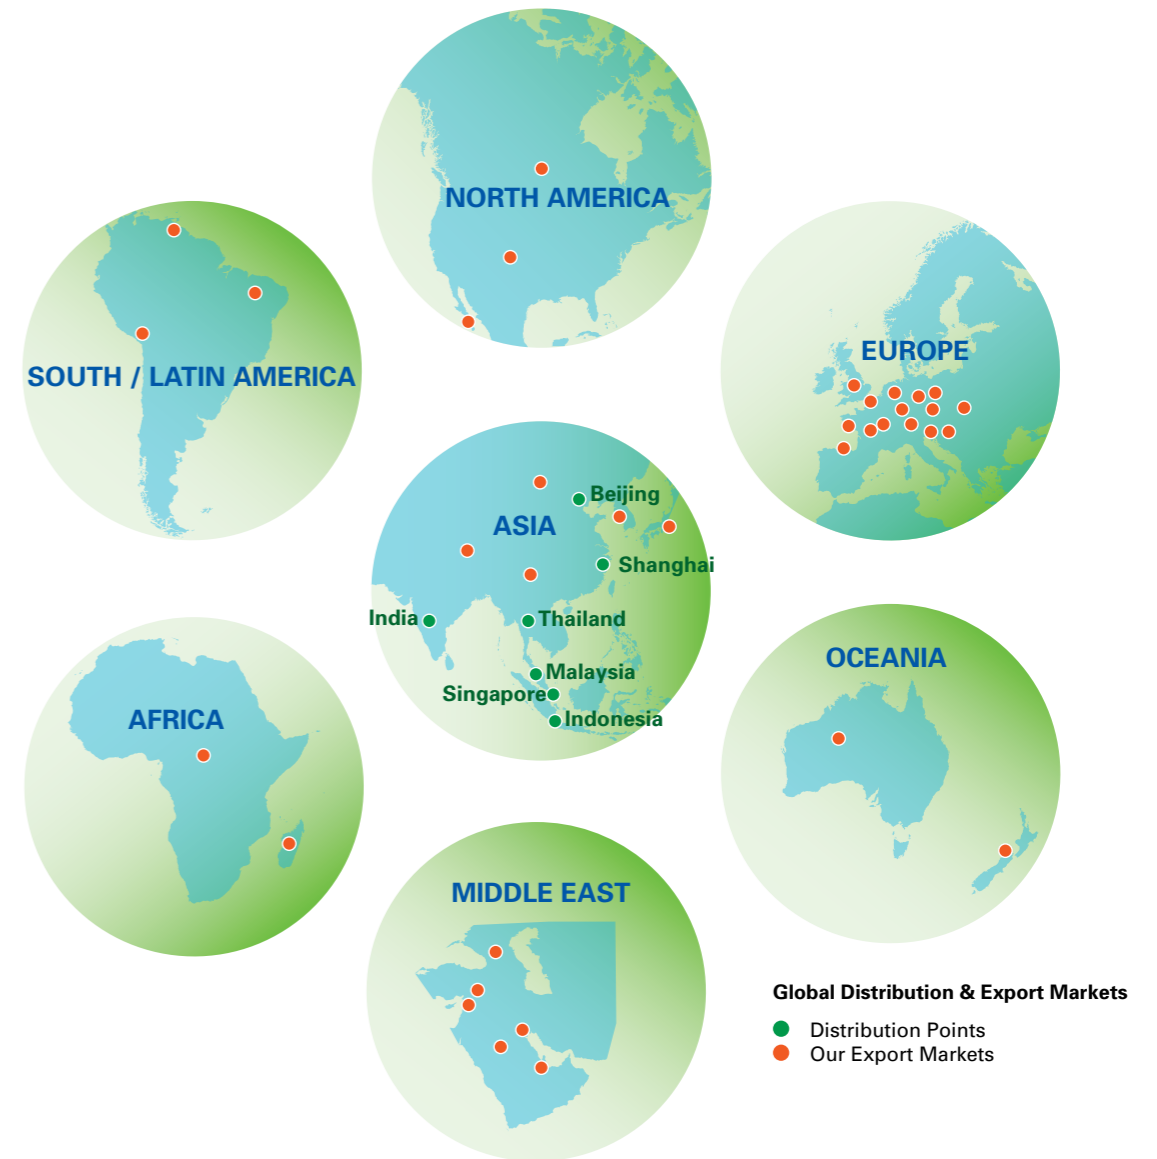 NORTH AMERICA
SOUTH / LATIN AMERICA
EUROPE
ASIA
Beijing
Shanghai
India
Thailand
Malaysia
Singapore
Indonesia
AFRICA
OCEANIA
MIDDLE EAST
Global Distribution & Export Markets
Distribution Points
Our Export Markets